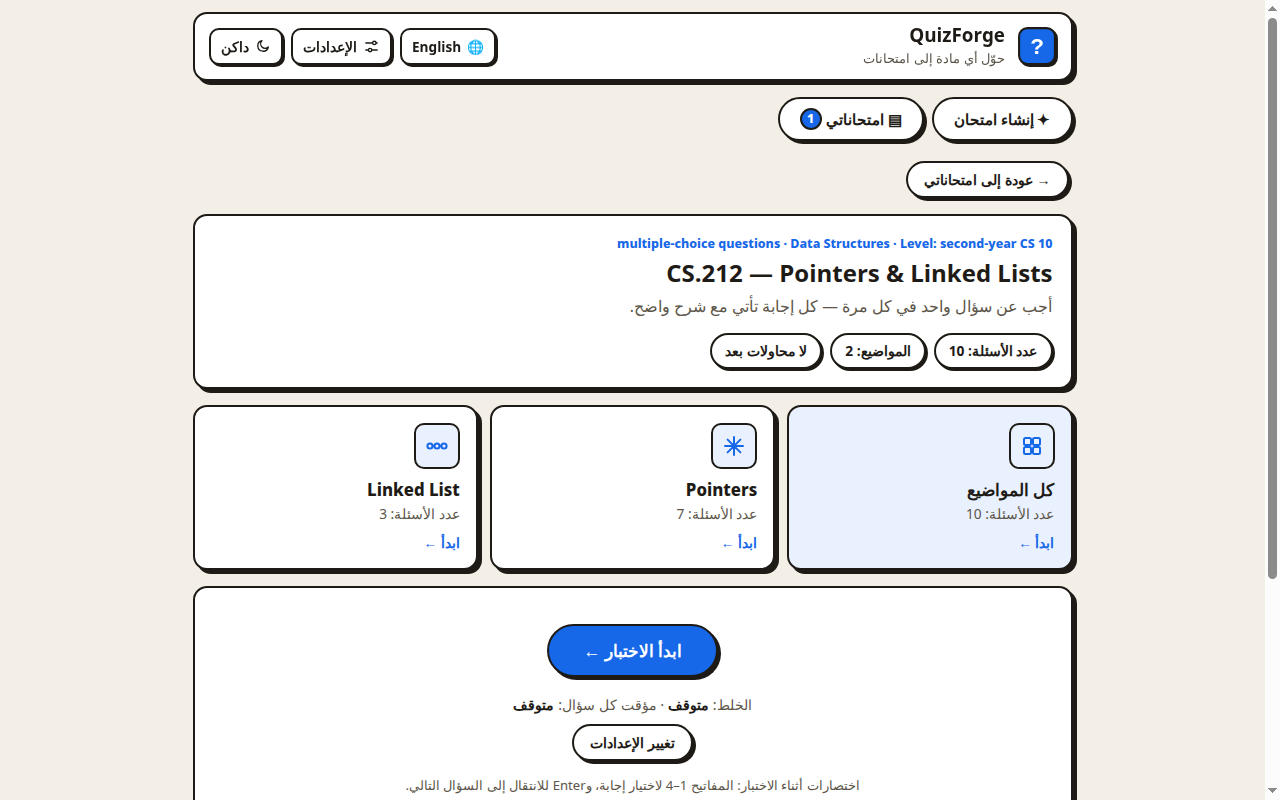 QuizForge
حوّل أي مادة إلى امتحانات
English
الإعدادات
داكن
إنشاء امتحان
امتحاناتي 1
→ عودة إلى امتحاناتي
10 multiple-choice questions · Data Structures · Level: second-year CS
CS.212 — Pointers & Linked Lists
أجب عن سؤال واحد في كل مرة — كل إجابة تأتي مع شرح واضح.
عدد الأسئلة: 10
المواضيع: 2
لا محاولات بعد
كل المواضيع
عدد الأسئلة: 10
ابدأ ←
Pointers
عدد الأسئلة: 7
ابدأ ←
Linked List
عدد الأسئلة: 3
ابدأ ←
ابدأ الاختبار ←
الخلط: متوقف · مؤقت كل سؤال: متوقف
تغيير الإعدادات
اختصارات أثناء الاختبار: المفاتيح 1–4 لاختيار إجابة، وEnter للانتقال إلى السؤال التالي.